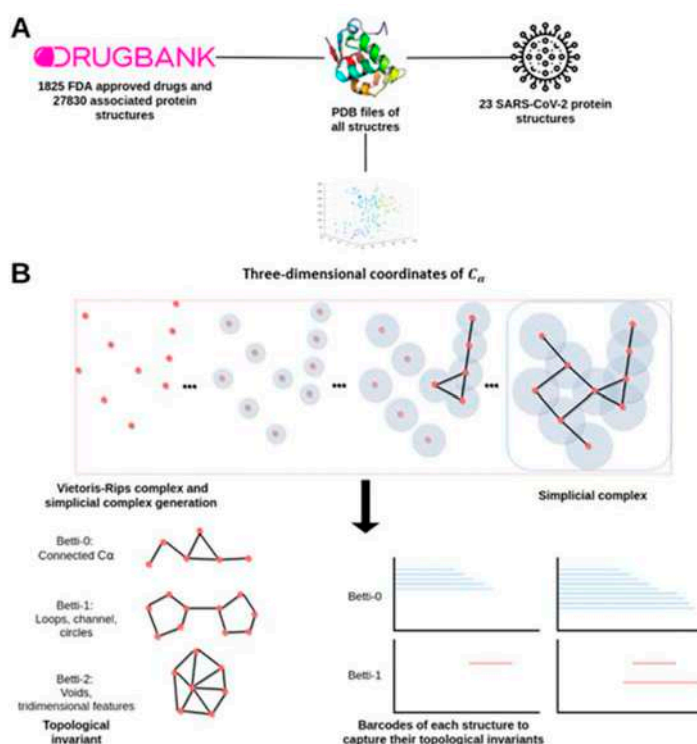 A
DRUGBANK
1825 FDA approved drugs and
27830 associated protein
structures
PDB files of
all structres
23 SARS-CoV-2 protein
structures
B
Three-dimensional coordinates of Cα
... ... ...
Vietoris-Rips complex and
simplicial complex generation
Simplicial complex
Betti-0:
Connected Cα
Betti-1:
Loops, channel,
circles
Betti-2:
Voids,
tridimensional features
Topological
invariant
Betti-0
Betti-1
Barcodes of each structure to
capture their topological invariants